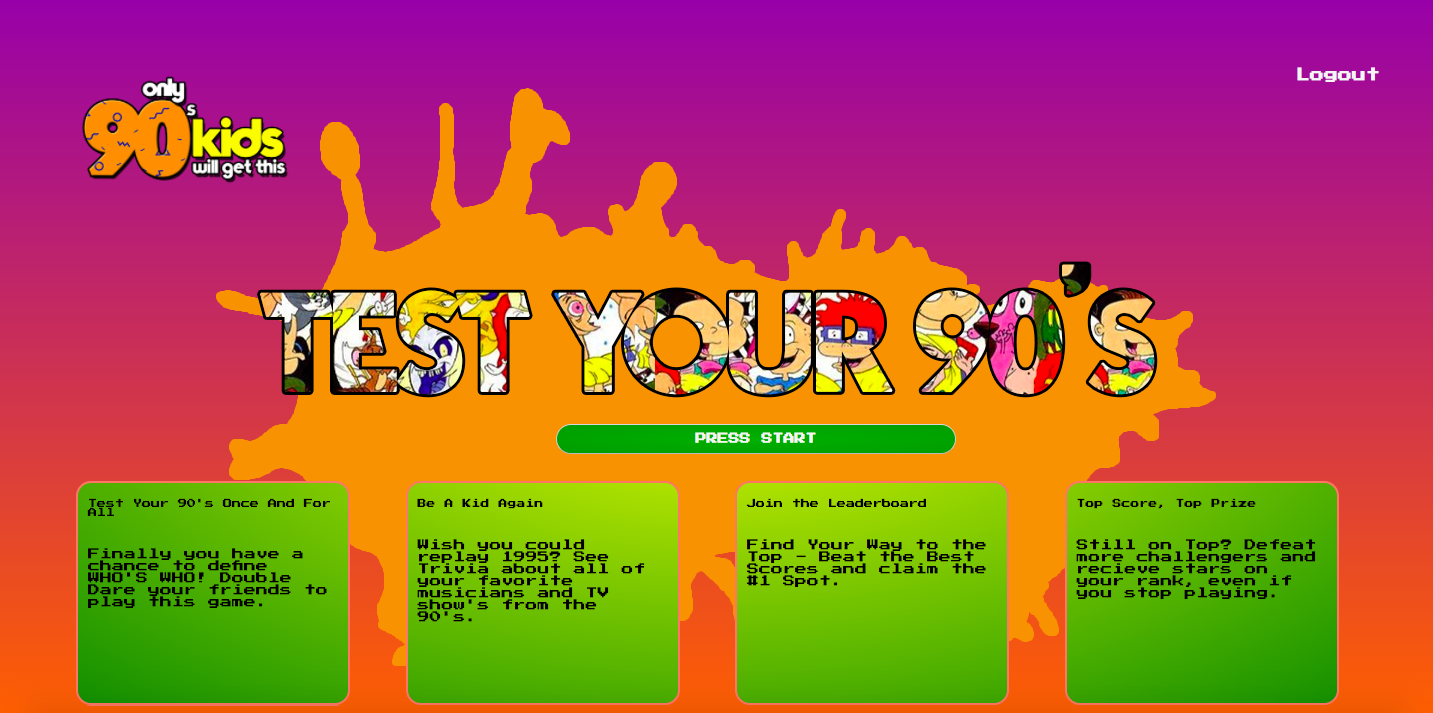 Logout
only
90's
kids
will get this
TEST YOUR 90'S
PRESS START
Test Your 90's Once And For
All
Finally you have a
chance to define
WHO'S WHO! Double
Dare your friends to
play this game.
Be A Kid Again
Wish you could
replay 1995? See
Trivia about all of
your favorite
musicians and TV
show's from the
90's.
Join the Leaderboard
Find Your Way to the
Top - Beat the Best
Scores and claim the
#1 Spot.
Top Score, Top Prize
Still on Top? Defeat
more challengers and
recieve stars on
your rank, even if
you stop playing.